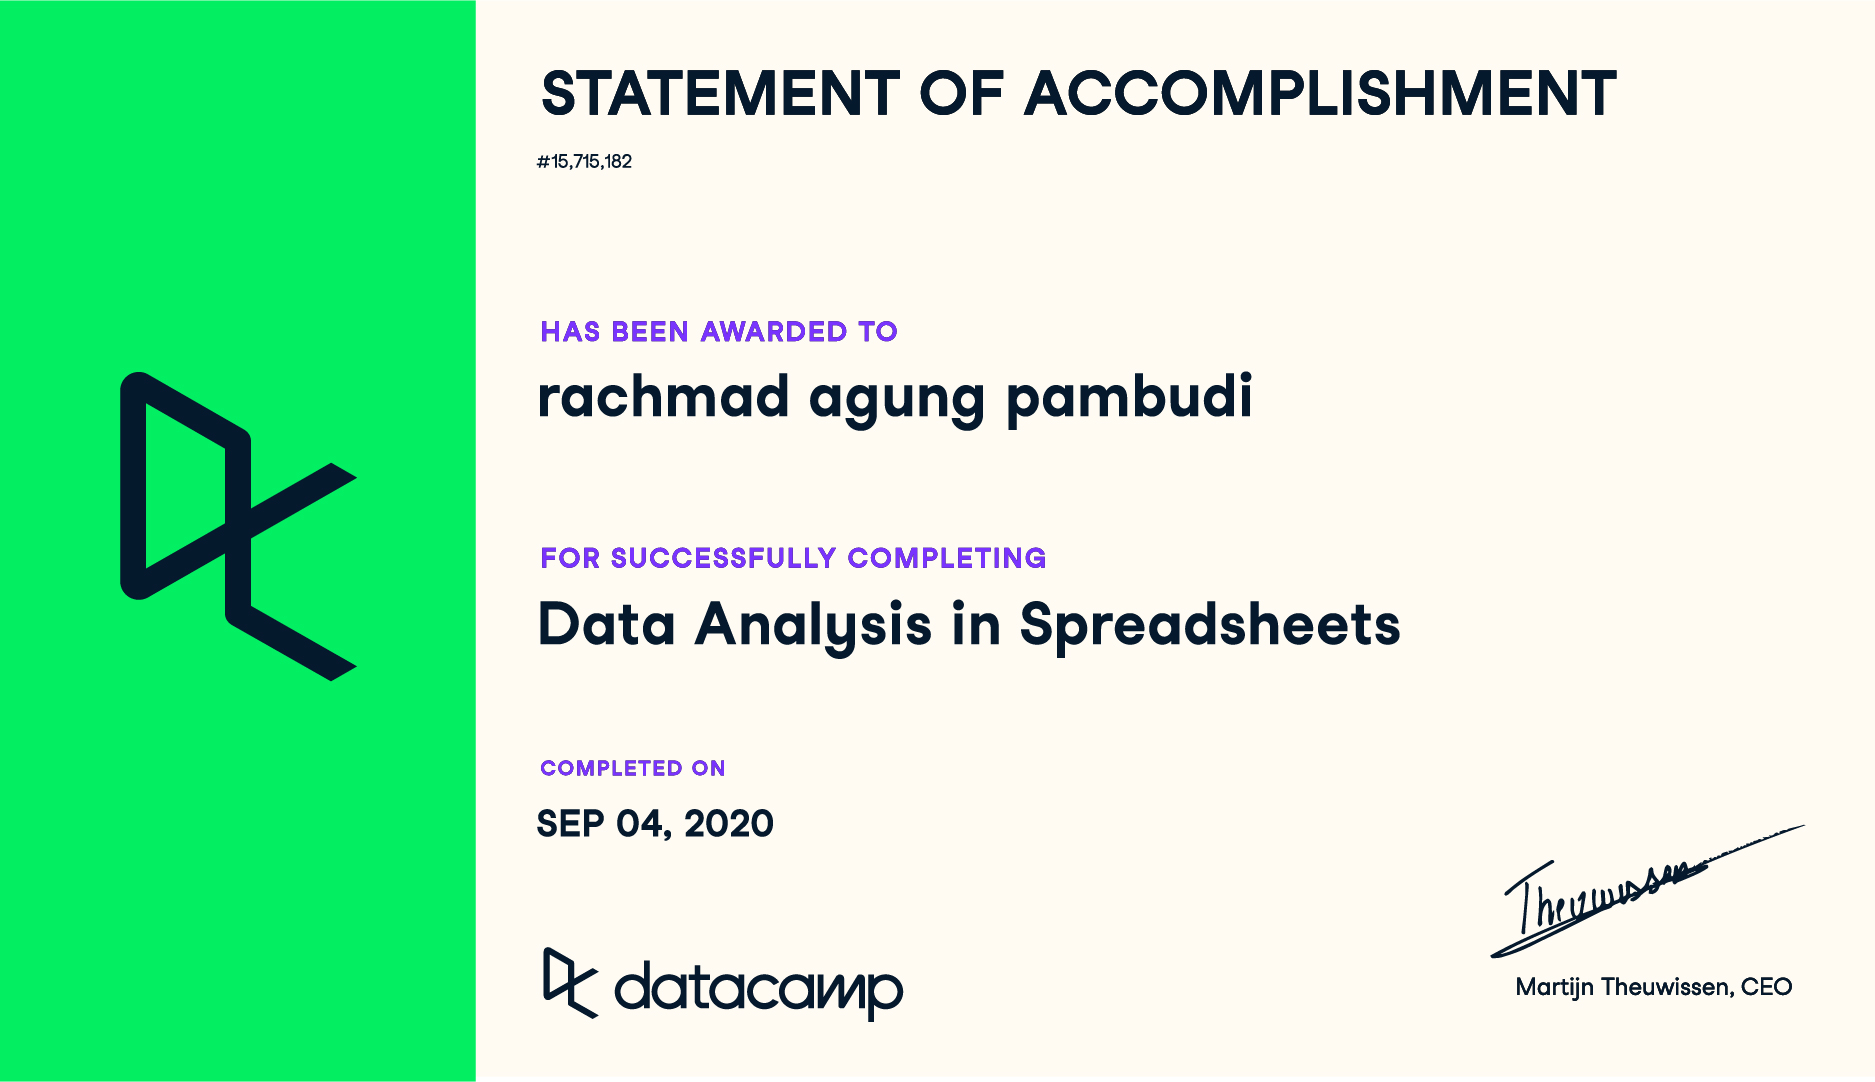 STATEMENT OF ACCOMPLISHMENT
#15,715,182
HAS BEEN AWARDED TO
rachmad agung pambudi
FOR SUCCESSFULLY COMPLETING
Data Analysis in Spreadsheets
COMPLETED ON
SEP 04, 2020
Theuwissen
datacamp
Martijn Theuwissen, CEO